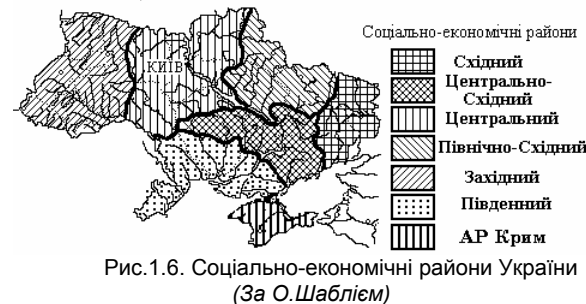 Соціально-економічні райони
КИЇВ
Східний
Центрально-
Східний
Центральний
Північно-Східний
Західний
Південний
АР Крим
Рис.1.6. Соціально-економічні райони України
(За О.Шаблієм)